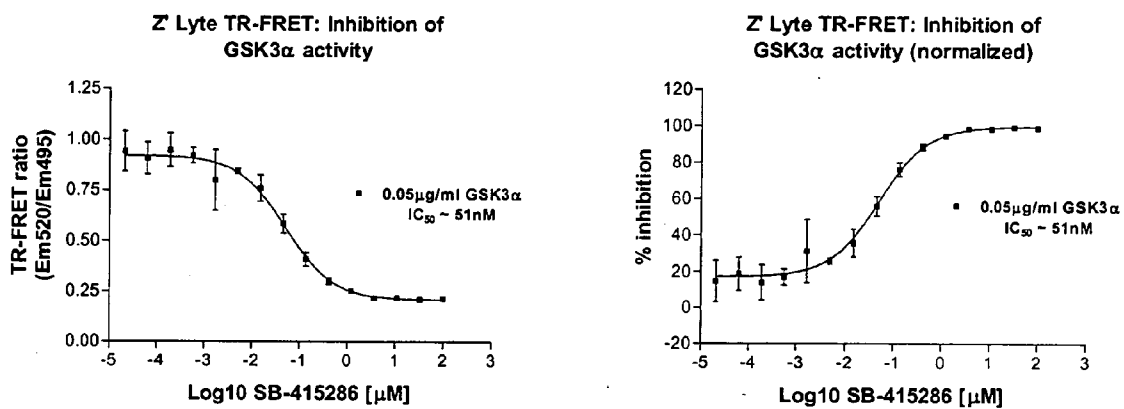 Z' Lyte TR-FRET: Inhibition of
GSK3α activity
TR-FRET ratio
(Em520/Em495)
1.25
1.00
0.75
0.50
0.25
0.00
-5 -4 -3 -2 -1 0 1 2 3
Log10 SB-415286 [μM]
0.05μg/ml GSK3α
IC50 ~ 51nM
Z' Lyte TR-FRET: Inhibition of
GSK3α activity (normalized)
% inhibition
120
100
80
60
40
20
0
-20
-5 -4 -3 -2 -1 0 1 2 3
Log10 SB-415286 [μM]
0.05μg/ml GSK3α
IC50 ~ 51nM